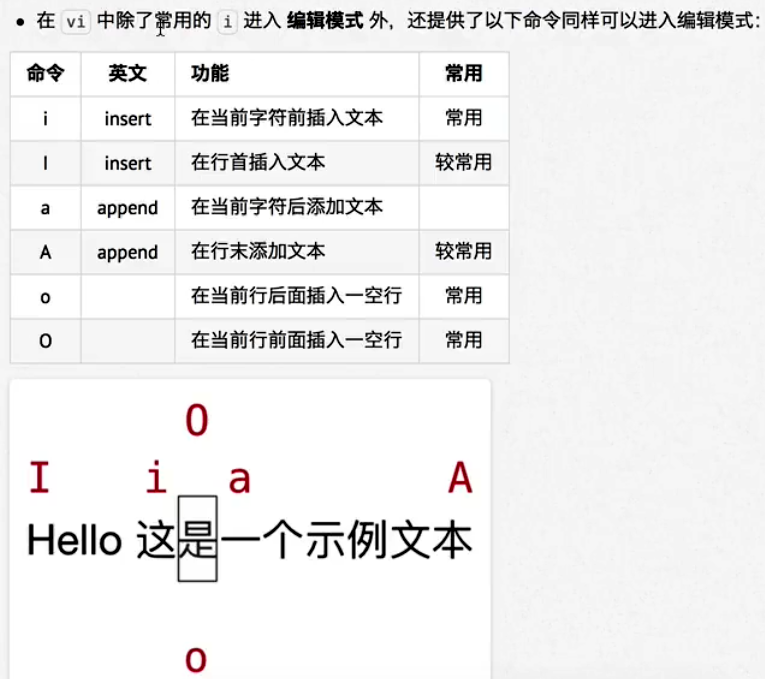 在 vi 中除了常用的 i 进入 编辑模式 外，还提供了以下命令同样可以进入编辑模式：
命令 英文 功能 常用
i insert 在当前字符前插入文本 常用
I insert 在行首插入文本 较常用
a append 在当前字符后添加文本
A append 在行末添加文本 较常用
o 在当前行后面插入一空行 常用
O 在当前行前面插入一空行 常用
O
I i a A
Hello 这是一个示例文本
o